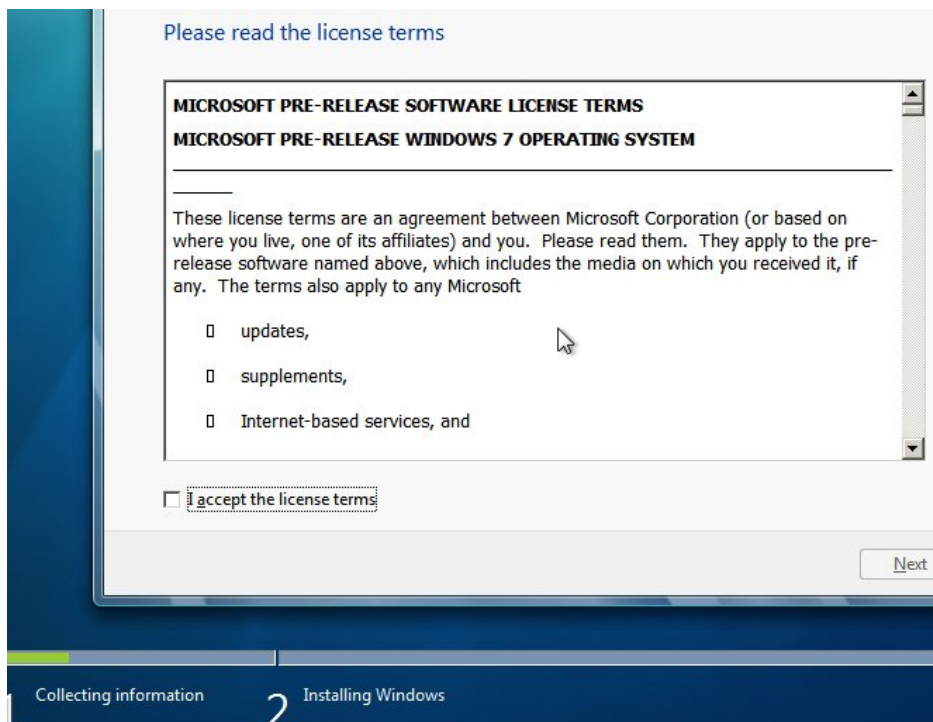 Please read the license terms
MICROSOFT PRE-RELEASE SOFTWARE LICENSE TERMS
MICROSOFT PRE-RELEASE WINDOWS 7 OPERATING SYSTEM
These license terms are an agreement between Microsoft Corporation (or based on
where you live, one of its affiliates) and you.  Please read them.  They apply to the pre-
release software named above, which includes the media on which you received it, if
any.  The terms also apply to any Microsoft
updates,
supplements,
Internet-based services, and
I accept the license terms
Next
1 Collecting information
2 Installing Windows